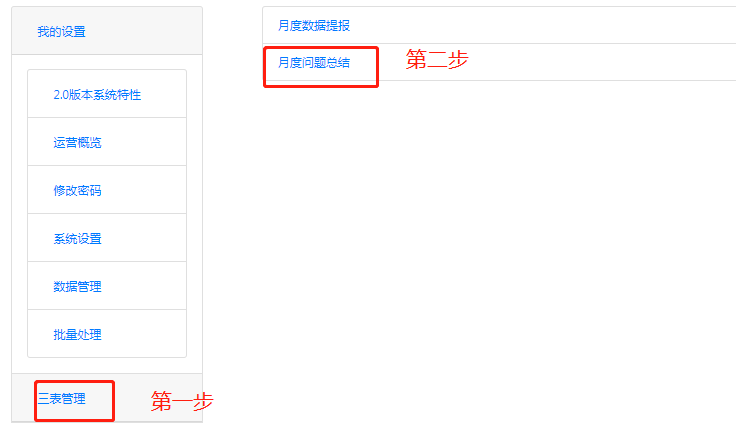 我的设置
2.0版本系统特性
运营概览
修改密码
系统设置
数据管理
批量处理
三表管理
第一步
月度数据提报
月度问题总结
第二步